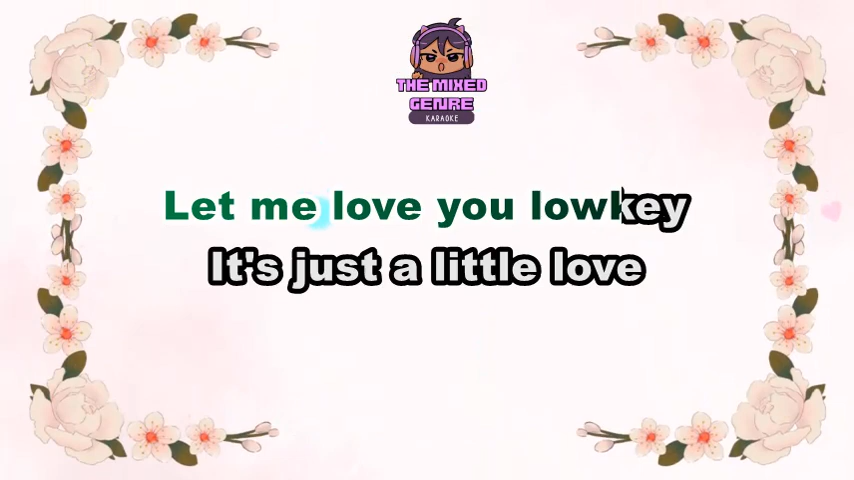 THE MIXED
GENRE
KARAOKE
Let me love you lowkey
It's just a little love